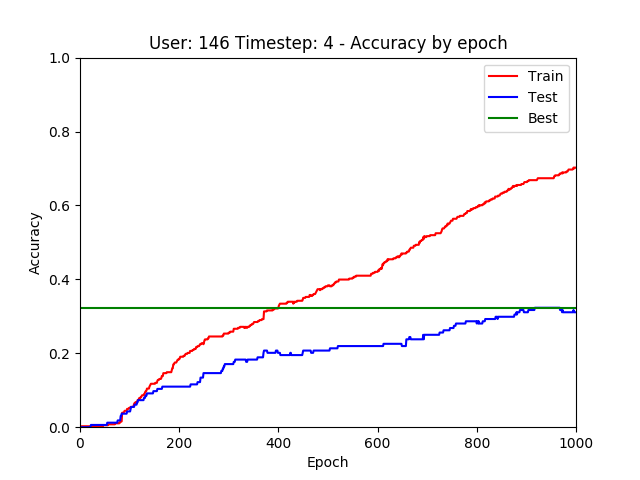 User: 146 Timestep: 4 - Accuracy by epoch
1.0
0.8
0.6
0.4
0.2
0.0
Accuracy
0 200 400 600 800 1000
Epoch
Train
Test
Best